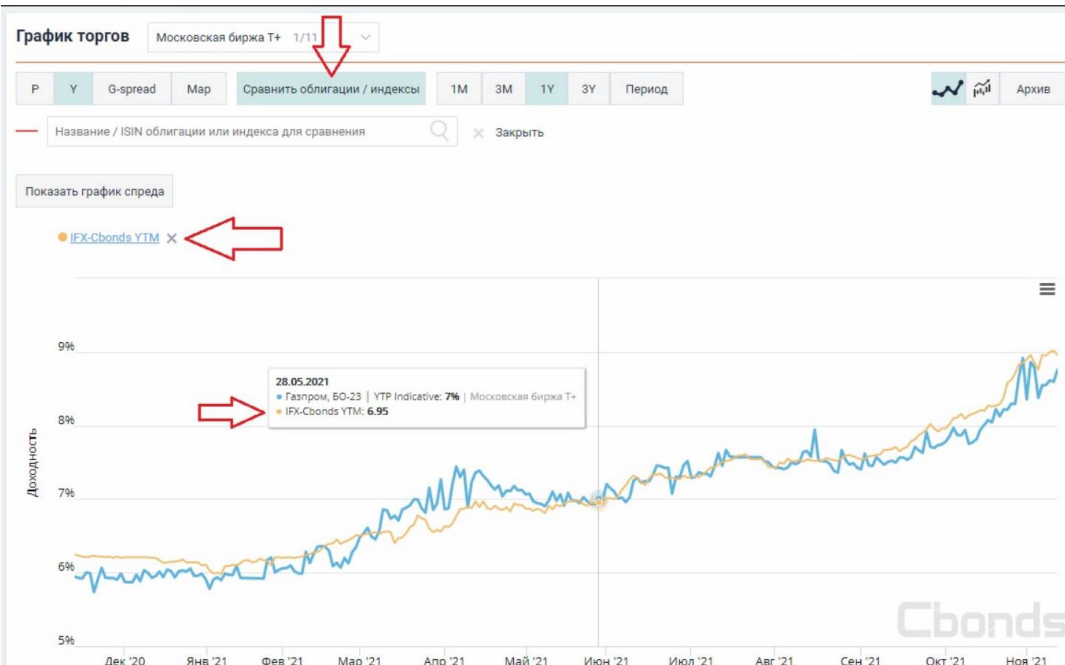 График торгов
Московская биржа Т+ 1/11
P Y G-spread Map Сравнить облигации / индексы 1M 3M 1Y 3Y Период Архив
Название / ISIN облигации или индекса для сравнения × Закрыть
Показать график спреда
IFX-Cbonds YTM ×
9%
28.05.2021
Газпром, БО-23 | YTP Indicative: 7% | Московская биржа Т+
IFX-Cbonds YTM: 6.95
8%
Доходность
7%
6%
Cbonds
5%
Дек '20 Янв '21 Фев '21 Мар '21 Апр '21 Май '21 Июн '21 Июл '21 Авг '21 Сен '21 Окт '21 Ноя '21